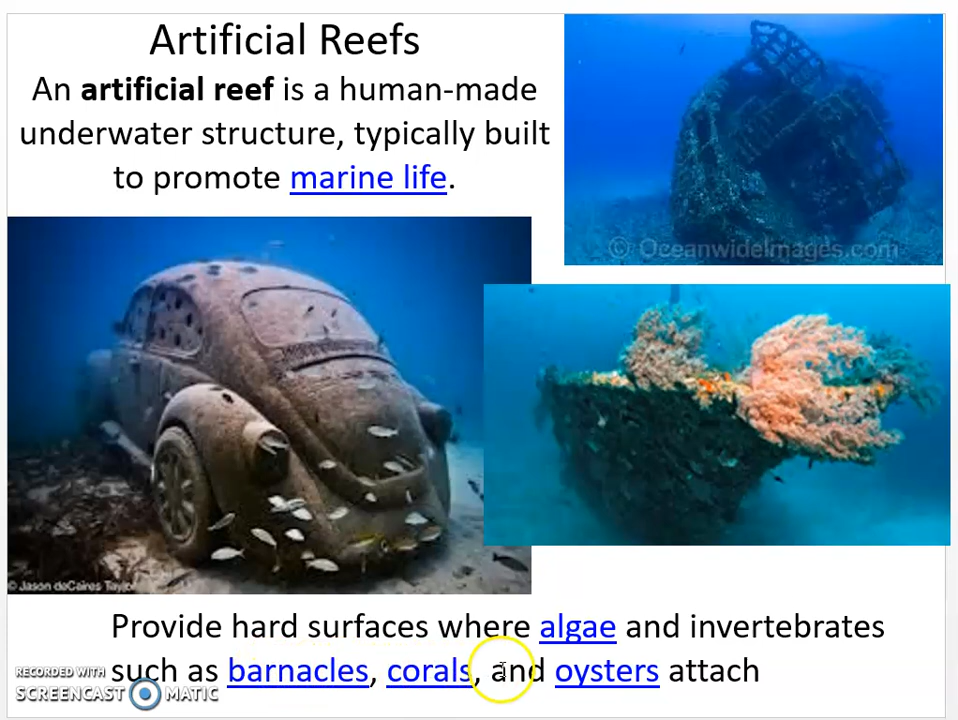 Artificial Reefs
An artificial reef is a human-made
underwater structure, typically built
to promote marine life.
© OceanwideImages.com
© Jason deCaires Taylor
Provide hard surfaces where algae and invertebrates
such as barnacles, corals, and oysters attach
RECORDED WITH
SCREENCAST MATIC